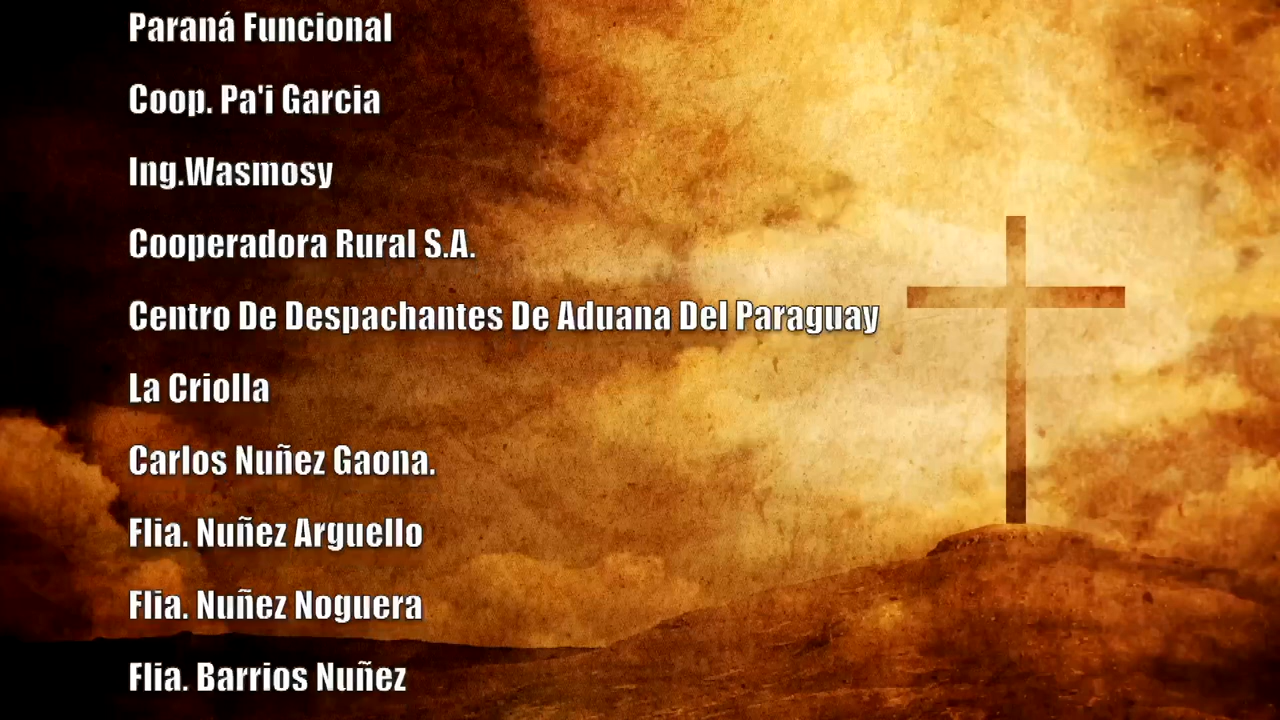 Paraná Funcional
Coop. Pa'i Garcia
Ing.Wasmosy
Cooperadora Rural S.A.
Centro De Despachantes De Aduana Del Paraguay
La Criolla
Carlos Nuñez Gaona.
Flia. Nuñez Arguello
Flia. Nuñez Noguera
Flia. Barrios Nuñez